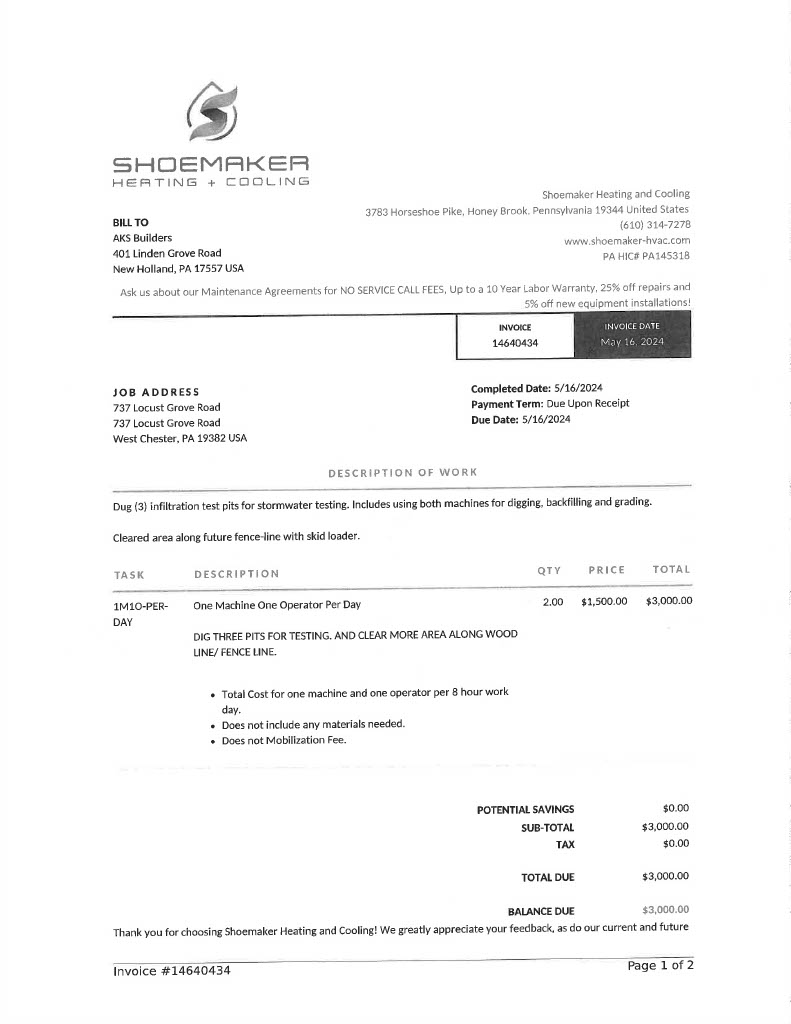 SHOEMAKER
HEATING + COOLING
Shoemaker Heating and Cooling
3783 Horseshoe Pike, Honey Brook, Pennsylvania 19344 United States
(610) 314-7278
www.shoemaker-hvac.com
PA HIC# PA145318
BILL TO
AKS Builders
401 Linden Grove Road
New Holland, PA 17557 USA
Ask us about our Maintenance Agreements for NO SERVICE CALL FEES, Up to a 10 Year Labor Warranty, 25% off repairs and
5% off new equipment installations!
INVOICE
14640434
INVOICE DATE
May 16, 2024
JOB ADDRESS
737 Locust Grove Road
737 Locust Grove Road
West Chester, PA 19382 USA
Completed Date: 5/16/2024
Payment Term: Due Upon Receipt
Due Date: 5/16/2024
DESCRIPTION OF WORK
Dug (3) infiltration test pits for stormwater testing. Includes using both machines for digging, backfilling and grading.
Cleared area along future fence-line with skid loader.
TASK DESCRIPTION QTY PRICE TOTAL
1M1O-PER- One Machine One Operator Per Day 2.00 $1,500.00 $3,000.00
DAY
DIG THREE PITS FOR TESTING. AND CLEAR MORE AREA ALONG WOOD
LINE/ FENCE LINE.
• Total Cost for one machine and one operator per 8 hour work
day.
• Does not include any materials needed.
• Does not Mobilization Fee.
POTENTIAL SAVINGS $0.00
SUB-TOTAL $3,000.00
TAX $0.00
TOTAL DUE $3,000.00
BALANCE DUE $3,000.00
Thank you for choosing Shoemaker Heating and Cooling! We greatly appreciate your feedback, as do our current and future
Invoice #14640434 Page 1 of 2